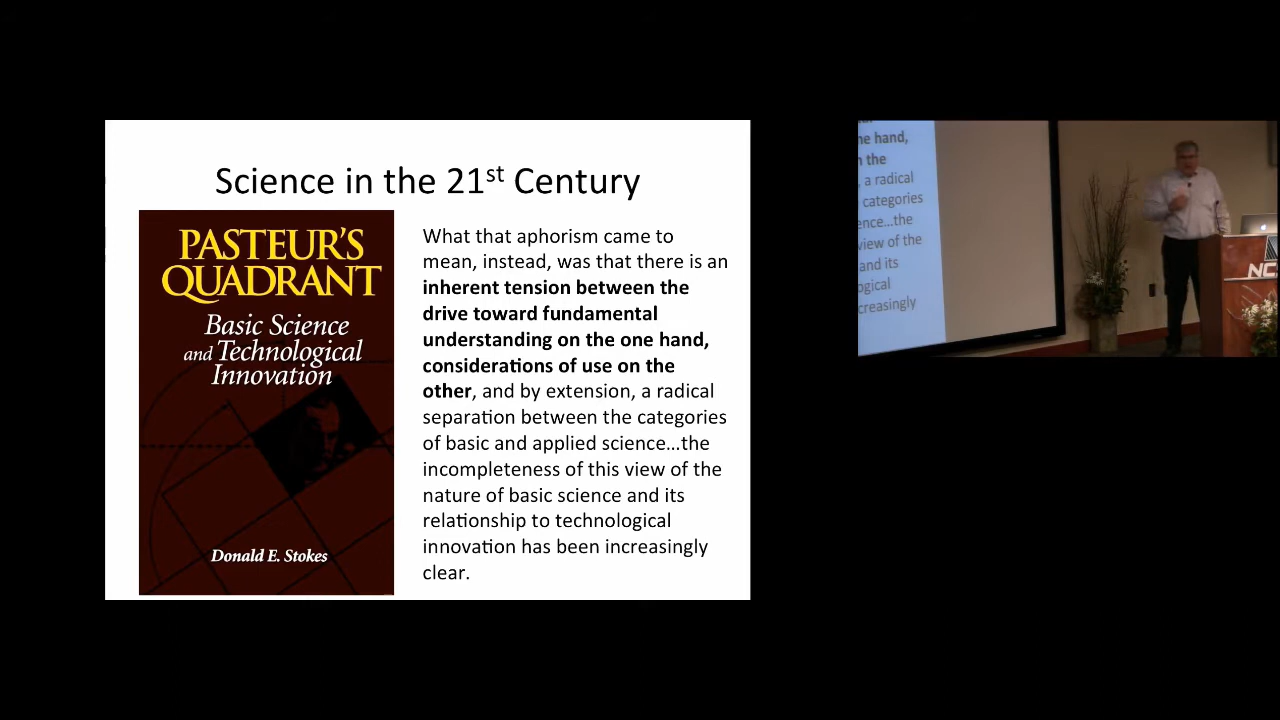 Science in the 21st Century
PASTEUR'S
QUADRANT
Basic Science
and Technological
Innovation
Donald E. Stokes
What that aphorism came to
mean, instead, was that there is an
inherent tension between the
drive toward fundamental
understanding on the one hand,
considerations of use on the
other, and by extension, a radical
separation between the categories
of basic and applied science...the
incompleteness of this view of the
nature of basic science and its
relationship to technological
innovation has been increasingly
clear.
ne hand,
n the
, a radical
categories
ence...the
view of the
and its
ogical
creasingly
NC